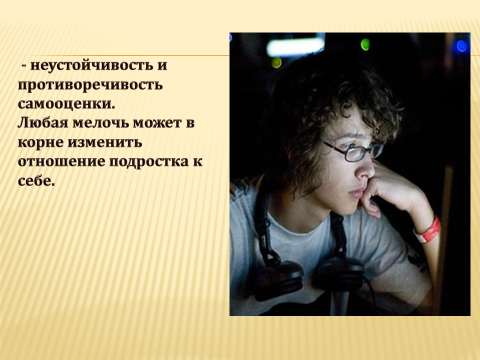 - неустойчивость и
противоречивость
самооценки.
Любая мелочь может в
корне изменить
отношение подростка к
себе.